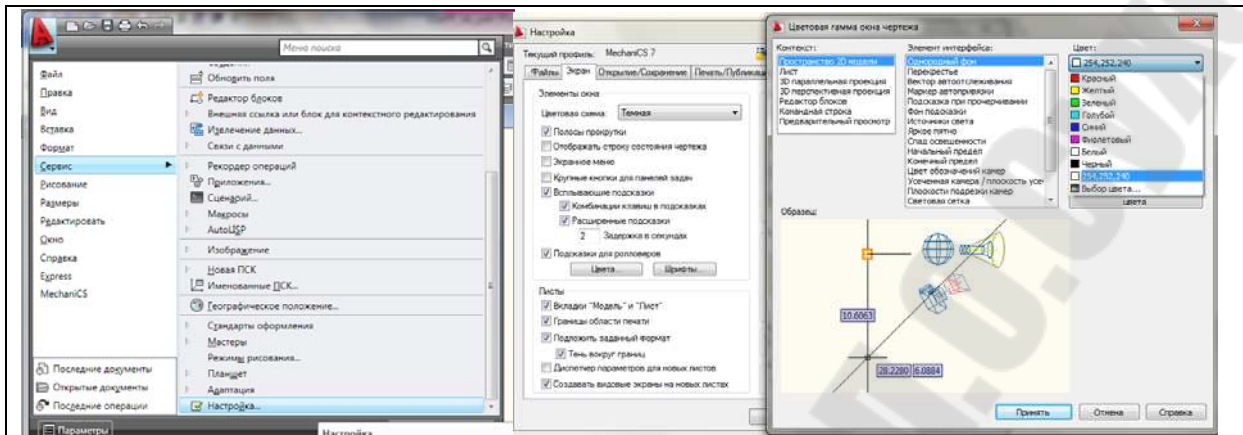 Меню поиска
Файл
Правка
Вид
Вставка
Формат
Сервис
Рисование
Размеры
Редактировать
Окно
Справка
Express
MechaniCS
Последние документы
Открытые документы
Последние операции
Параметры
Обновить поля
Редактор блоков
Внешняя ссылка или блок для контекстного редактирования
Извлечение данных...
Связи с данными
Рекордер операций
Приложения...
Сценарий...
Макросы
AutoLISP
Изображение
Новая ПСК
Именованные ПСК...
Географическое положение...
Стандарты оформления
Мастеры
Режимы рисования...
Планшет
Адаптация
Настройка...
Настройка
Настройка
Текущий профиль: MechaniCS 7
Файлы Экран Открытие/Сохранение Печать/Публикац
Элементы окна
Цветовая схема: Темная
Полосы прокрутки
Отображать строку состояния чертежа
Экранное меню
Крупные кнопки для панелей задач
Всплывающие подсказки
Комбинации клавиш в подсказках
Расширенные подсказки
2 Задержка в секундах
Подсказки для ролловеров
Цвета... Шрифты...
Листы
Вкладки "Модель" и "Лист"
Границы области печати
Подложить заданный формат
Тень вокруг границ
Диспетчер параметров для новых листов
Создавать видовые экраны на новых листах
Цветовая гамма окна чертежа
Контекст:
Пространство 2D модели
Лист
3D параллельная проекция
3D перспективная проекция
Редактор блоков
Командная строка
Предварительный просмотр
Элемент интерфейса:
Однородный фон
Перекрестье
Вектор автоотслеживания
Маркер автопривязки
Подсказка при прочерчивании
Фон подсказки
Источники света
Яркое пятно
Спад освещенности
Начальный предел
Конечный предел
Цвет обозначений камер
Усеченная камера / плоскость усе
Плоскости подрезки камер
Световая сетка
Цвет:
254,252,240
Красный
Желтый
Зеленый
Голубой
Синий
Фиолетовый
Белый
Черный
254,252,240
Выбор цвета...
цвета
Образец:
10.6063
28.2280 6.0884
Принять Отмена Справка